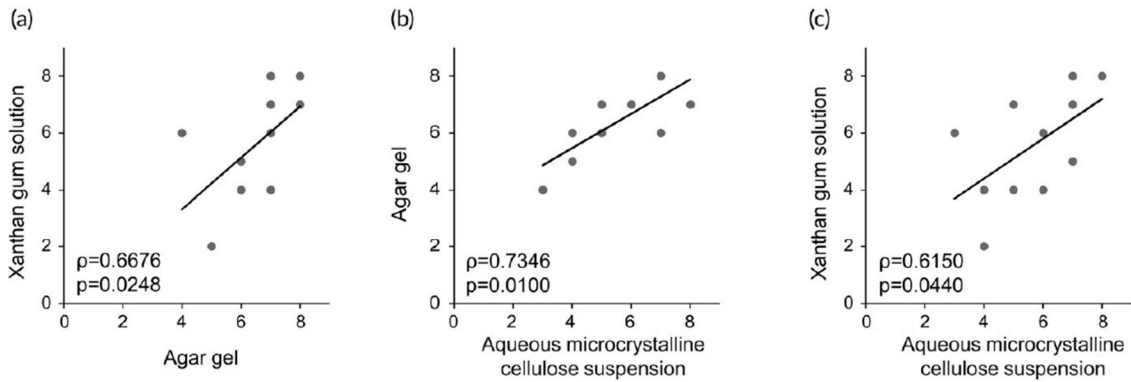 (a)
Xanthan gum solution
8
6
4
2
0
ρ=0.6676
p=0.0248
0 2 4 6 8
Agar gel
(b)
Agar gel
8
6
4
2
0
ρ=0.7346
p=0.0100
0 2 4 6 8
Aqueous microcrystalline
cellulose suspension
(c)
Xanthan gum solution
8
6
4
2
0
ρ=0.6150
p=0.0440
0 2 4 6 8
Aqueous microcrystalline
cellulose suspension